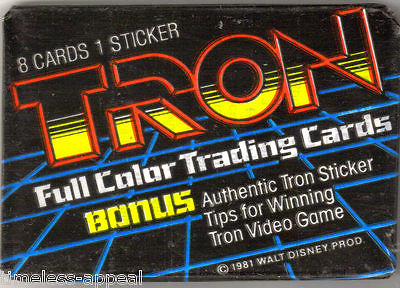 8 CARDS 1 STICKER
TRON
Full Color Trading Cards
BONUS
Authentic Tron Sticker
Tips for Winning
Tron Video Game
© 1981 WALT DISNEY PROD
timeless-appeal